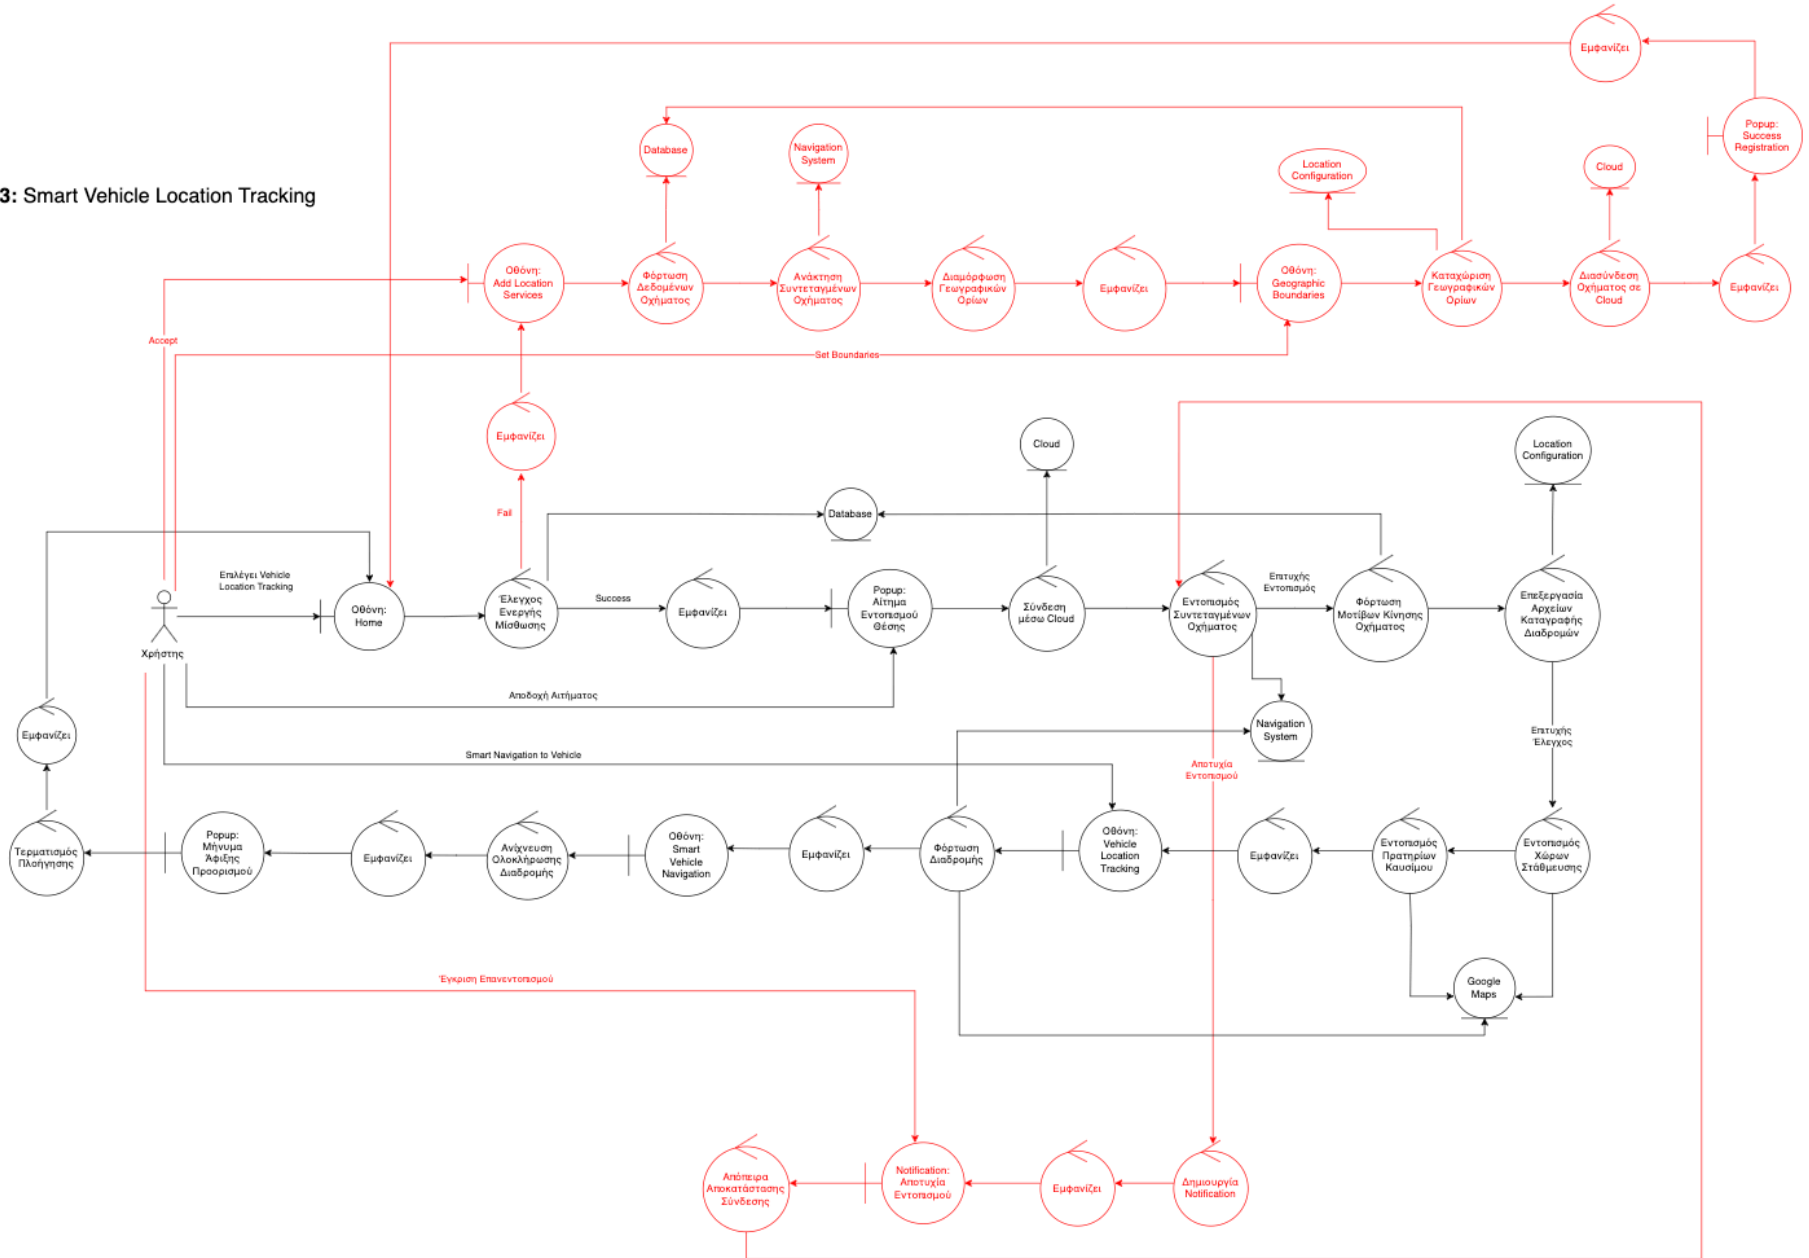 Εμφανίζει
Popup:
Success
Registration
Database
Navigation
System
Location
Configuration
Cloud
3: Smart Vehicle Location Tracking
Οθόνη:
Add Location
Services
Φόρτωση
Δεδομένων
Οχήματος
Ανάκτηση
Συντεταγμένων
Οχήματος
Διαμόρφωση
Γεωγραφικών
Ορίων
Εμφανίζει
Οθόνη:
Geographic
Boundaries
Καταχώριση
Γεωγραφικών
Ορίων
Διασύνδεση
Οχήματος σε
Cloud
Εμφανίζει
Accept
Set Boundaries
Εμφανίζει
Fail
Cloud
Location
Configuration
Database
Επιλέγει Vehicle
Location Tracking
Χρήστης
Οθόνη:
Home
Έλεγχος
Ενεργής
Μίσθωσης
Success
Εμφανίζει
Popup:
Αίτημα
Εντοπισμού
Θέσης
Σύνδεση
μέσω Cloud
Εντοπισμός
Συντεταγμένων
Οχήματος
Επιτυχής
Εντοπισμός
Φόρτωση
Μοτίβων Κίνησης
Οχήματος
Επεξεργασία
Αρχείων
Καταγραφής
Διαδρομών
Αποδοχή Αιτήματος
Εμφανίζει
Navigation
System
Επιτυχής
Έλεγχος
Smart Navigation to Vehicle
Αποτυχία
Εντοπισμού
Τερματισμός
Πλοήγησης
Popup:
Μήνυμα
Άφιξης
Προορισμού
Εμφανίζει
Ανίχνευση
Ολοκλήρωσης
Διαδρομής
Οθόνη:
Smart
Vehicle
Navigation
Εμφανίζει
Φόρτωση
Διαδρομής
Οθόνη:
Vehicle
Location
Tracking
Εμφανίζει
Εντοπισμός
Πρατηρίων
Καυσίμου
Εντοπισμός
Χώρων
Στάθμευσης
Έγκριση Επανεντοπισμού
Google
Maps
Απόπειρα
Αποκατάστασης
Σύνδεσης
Notification:
Αποτυχία
Εντοπισμού
Εμφανίζει
Δημιουργία
Notification